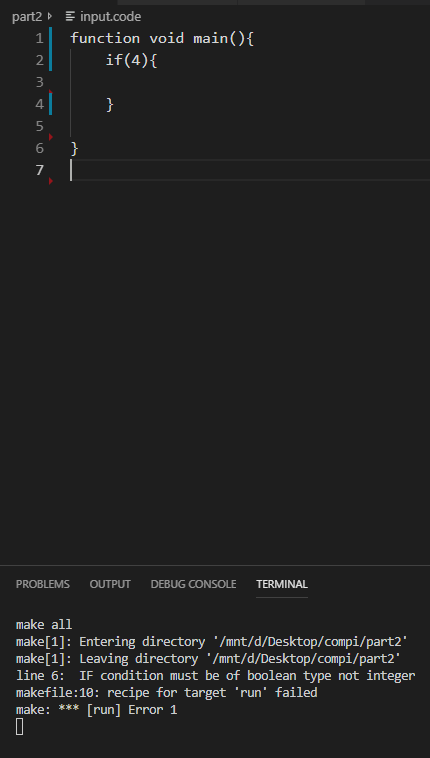 part2 > input.code
1 function void main(){
2     if(4){
3
4     }
5
6 }
7
PROBLEMS OUTPUT DEBUG CONSOLE TERMINAL
make all
make[1]: Entering directory '/mnt/d/Desktop/compi/part2'
make[1]: Leaving directory '/mnt/d/Desktop/compi/part2'
line 6:  IF condition must be of boolean type not integer
makefile:10: recipe for target 'run' failed
make: *** [run] Error 1